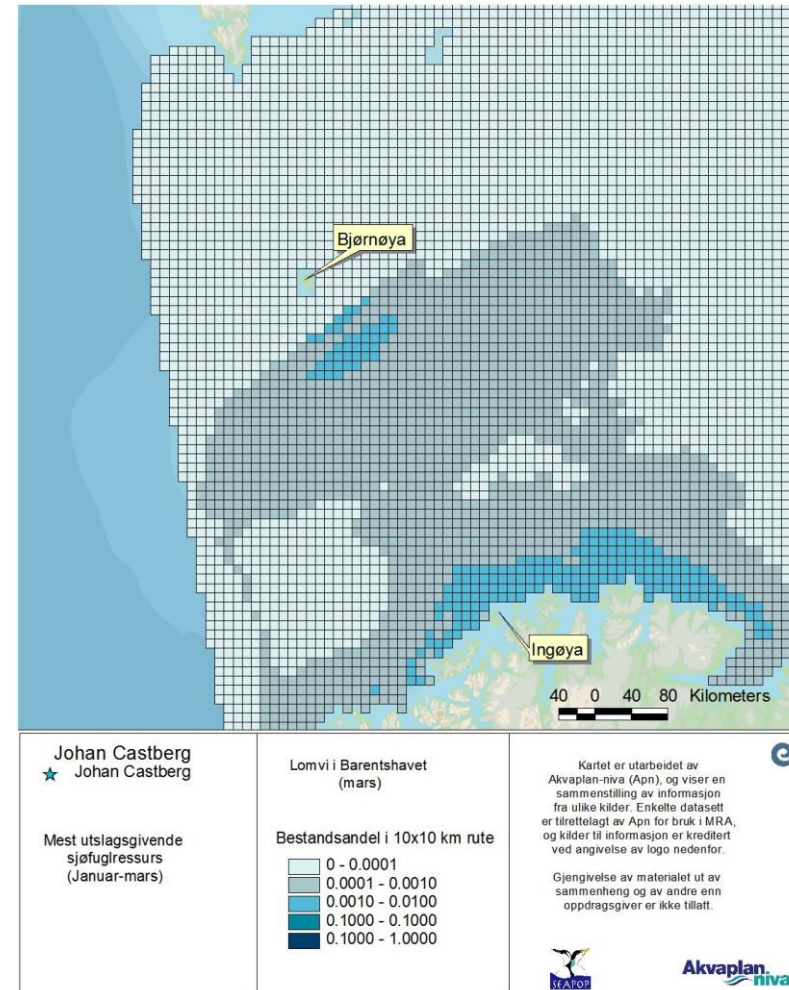 Bjørnøya
Ingøya
40 0 40 80 Kilometers
Johan Castberg
Johan Castberg
Mest utslagsgivende
sjøfuglressurs
(Januar-mars)
Lomvi i Barentshavet
(mars)
Bestandsandel i 10x10 km rute
0 - 0.0001
0.0001 - 0.0010
0.0010 - 0.0100
0.1000 - 0.1000
0.1000 - 1.0000
Kartet er utarbeidet av
Akvaplan-niva (Apn), og viser en
sammenstilling av informasjon
fra ulike kilder. Enkelte datasett
er tilrettelagt av Apn for bruk i MRA,
og kilder til informasjon er kreditert
ved angivelse av logo nedenfor.
Gjengivelse av materialet ut av
sammenheng og av andre enn
oppdragsgiver er ikke tillatt.
SEAPOP
Akvaplan.
niva